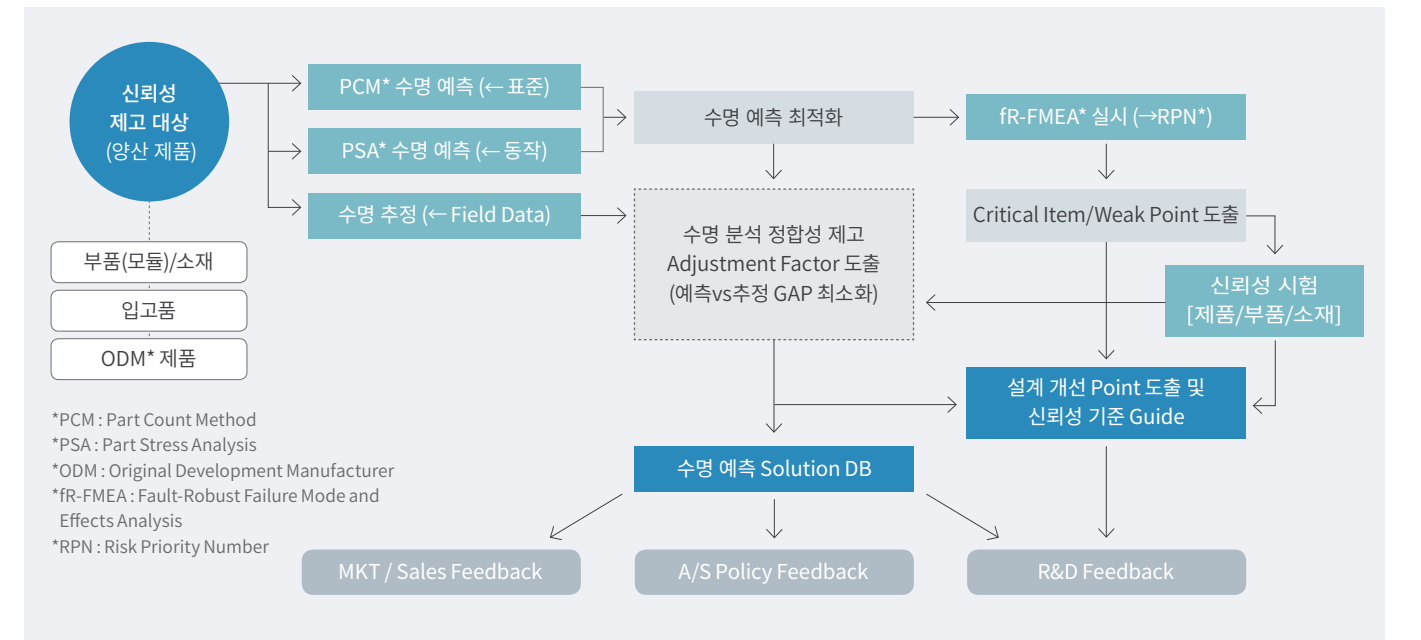 신뢰성
제고 대상
(양산 제품)
부품(모듈)/소재
입고품
ODM* 제품
PCM* 수명 예측 (←표준)
PSA* 수명 예측 (←동작)
수명 추정 (←Field Data)
수명 예측 최적화
수명 분석 정합성 제고
Adjustment Factor 도출
(예측vs추정 GAP 최소화)
fR-FMEA* 실시 (→RPN*)
Critical Item/Weak Point 도출
신뢰성 시험
[제품/부품/소재]
설계 개선 Point 도출 및
신뢰성 기준 Guide
수명 예측 Solution DB
MKT / Sales Feedback
A/S Policy Feedback
R&D Feedback
*PCM : Part Count Method
*PSA : Part Stress Analysis
*ODM : Original Development Manufacturer
*fR-FMEA : Fault-Robust Failure Mode and
Effects Analysis
*RPN : Risk Priority Number